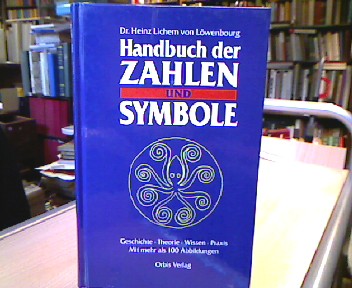 Dr. Heinz Lichem von Löwenbourg
Handbuch der
ZAHLEN
UND
SYMBOLE
Geschichte · Theorie · Wissen · Praxis
Mit mehr als 100 Abbildungen
Orbis Verlag